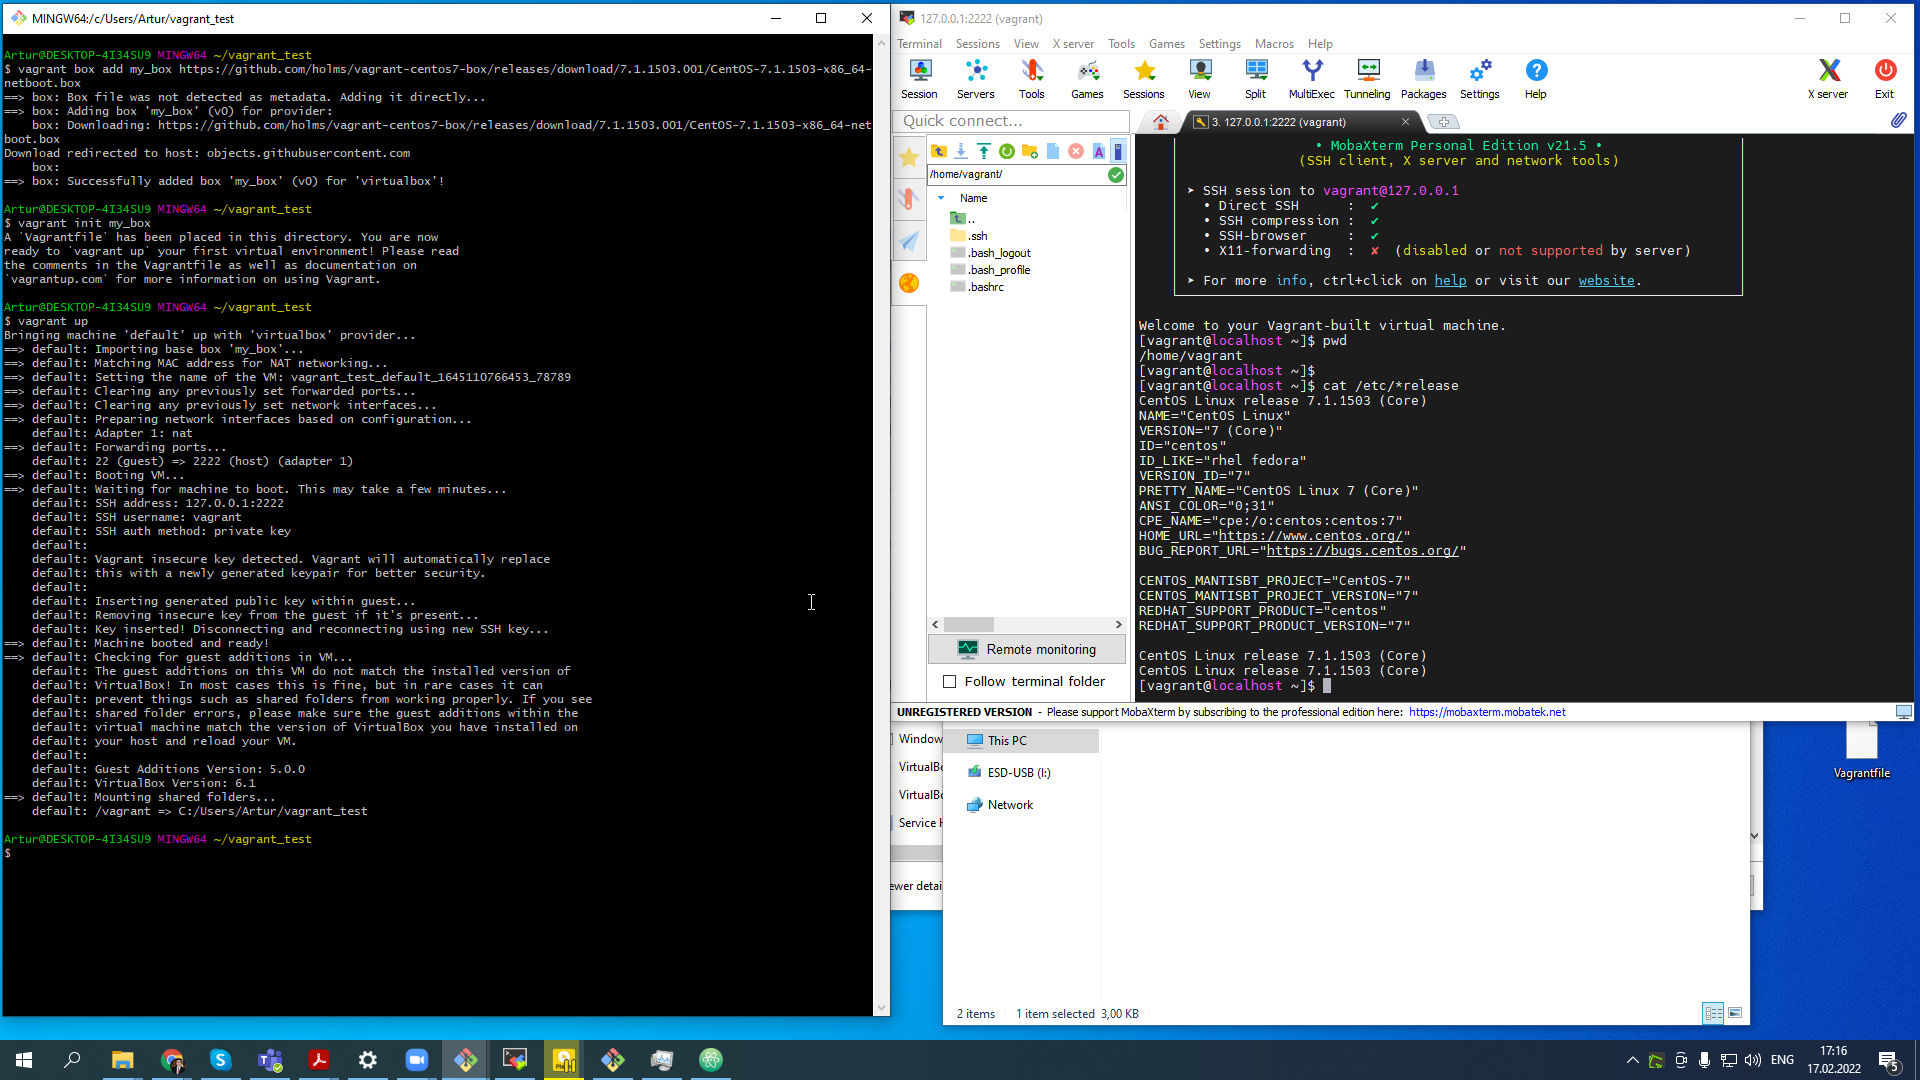 MINGW64:/c/Users/Artur/vagrant_test
Artur@DESKTOP-4I34SU9 MINGW64 ~/vagrant_test
$ vagrant box add my_box https://github.com/holms/vagrant-centos7-box/releases/download/7.1.1503.001/CentOS-7.1.1503-x86_64-
netboot.box
==> box: Box file was not detected as metadata. Adding it directly...
==> box: Adding box 'my_box' (v0) for provider:
box: Downloading: https://github.com/holms/vagrant-centos7-box/releases/download/7.1.1503.001/CentOS-7.1.1503-x86_64-net
boot.box
Download redirected to host: objects.githubusercontent.com
box:
==> box: Successfully added box 'my_box' (v0) for 'virtualbox'!
Artur@DESKTOP-4I34SU9 MINGW64 ~/vagrant_test
$ vagrant init my_box
A `Vagrantfile` has been placed in this directory. You are now
ready to `vagrant up` your first virtual environment! Please read
the comments in the Vagrantfile as well as documentation on
`vagrantup.com` for more information on using Vagrant.
Artur@DESKTOP-4I34SU9 MINGW64 ~/vagrant_test
$ vagrant up
Bringing machine 'default' up with 'virtualbox' provider...
==> default: Importing base box 'my_box'...
==> default: Matching MAC address for NAT networking...
==> default: Setting the name of the VM: vagrant_test_default_1645110766453_78789
==> default: Clearing any previously set forwarded ports...
==> default: Clearing any previously set network interfaces...
==> default: Preparing network interfaces based on configuration...
default: Adapter 1: nat
==> default: Forwarding ports...
default: 22 (guest) => 2222 (host) (adapter 1)
==> default: Booting VM...
==> default: Waiting for machine to boot. This may take a few minutes...
default: SSH address: 127.0.0.1:2222
default: SSH username: vagrant
default: SSH auth method: private key
default:
default: Vagrant insecure key detected. Vagrant will automatically replace
default: this with a newly generated keypair for better security.
default:
default: Inserting generated public key within guest...
default: Removing insecure key from the guest if it's present...
default: Key inserted! Disconnecting and reconnecting using new SSH key...
==> default: Machine booted and ready!
==> default: Checking for guest additions in VM...
default: The guest additions on this VM do not match the installed version of
default: VirtualBox! In most cases this is fine, but in rare cases it can
default: prevent things such as shared folders from working properly. If you see
default: shared folder errors, please make sure the guest additions within the
default: virtual machine match the version of VirtualBox you have installed on
default: your host and reload your VM.
default:
default: Guest Additions Version: 5.0.0
default: VirtualBox Version: 6.1
==> default: Mounting shared folders...
default: /vagrant => C:/Users/Artur/vagrant_test
Artur@DESKTOP-4I34SU9 MINGW64 ~/vagrant_test
$
127.0.0.1:2222 (vagrant)
Terminal Sessions View X server Tools Games Settings Macros Help
Session Servers Tools Games Sessions View Split MultiExec Tunneling Packages Settings Help X server Exit
Quick connect...
3. 127.0.0.1:2222 (vagrant)
/home/vagrant/
Name
..
.ssh
.bash_logout
.bash_profile
.bashrc
Remote monitoring
Follow terminal folder
• MobaXterm Personal Edition v21.5 •
(SSH client, X server and network tools)
➤ SSH session to vagrant@127.0.0.1
• Direct SSH : ✔
• SSH compression : ✔
• SSH-browser : ✔
• X11-forwarding : ✘ (disabled or not supported by server)
➤ For more info, ctrl+click on help or visit our website.
Welcome to your Vagrant-built virtual machine.
[vagrant@localhost ~]$ pwd
/home/vagrant
[vagrant@localhost ~]$
[vagrant@localhost ~]$ cat /etc/*release
CentOS Linux release 7.1.1503 (Core)
NAME="CentOS Linux"
VERSION="7 (Core)"
ID="centos"
ID_LIKE="rhel fedora"
VERSION_ID="7"
PRETTY_NAME="CentOS Linux 7 (Core)"
ANSI_COLOR="0;31"
CPE_NAME="cpe:/o:centos:centos:7"
HOME_URL="https://www.centos.org/"
BUG_REPORT_URL="https://bugs.centos.org/"
CENTOS_MANTISBT_PROJECT="CentOS-7"
CENTOS_MANTISBT_PROJECT_VERSION="7"
REDHAT_SUPPORT_PRODUCT="centos"
REDHAT_SUPPORT_PRODUCT_VERSION="7"
CentOS Linux release 7.1.1503 (Core)
CentOS Linux release 7.1.1503 (Core)
[vagrant@localhost ~]$
UNREGISTERED VERSION - Please support MobaXterm by subscribing to the professional edition here: https://mobaxterm.mobatek.net
Window
VirtualBo
VirtualBo
Service H
ewer detai
This PC
ESD-USB (I:)
Network
2 items 1 item selected 3,00 KB
Vagrantfile
ENG
17:16
17.02.2022
5